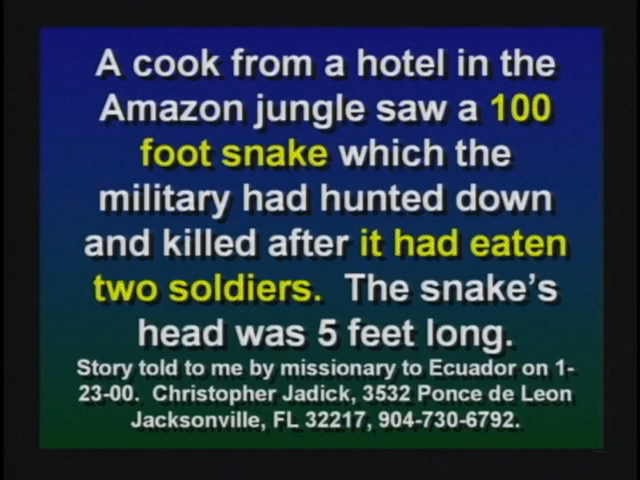 A cook from a hotel in the
Amazon jungle saw a 100
foot snake which the
military had hunted down
and killed after it had eaten
two soldiers. The snake's
head was 5 feet long.
Story told to me by missionary to Ecuador on 1-
23-00. Christopher Jadick, 3532 Ponce de Leon
Jacksonville, FL 32217, 904-730-6792.